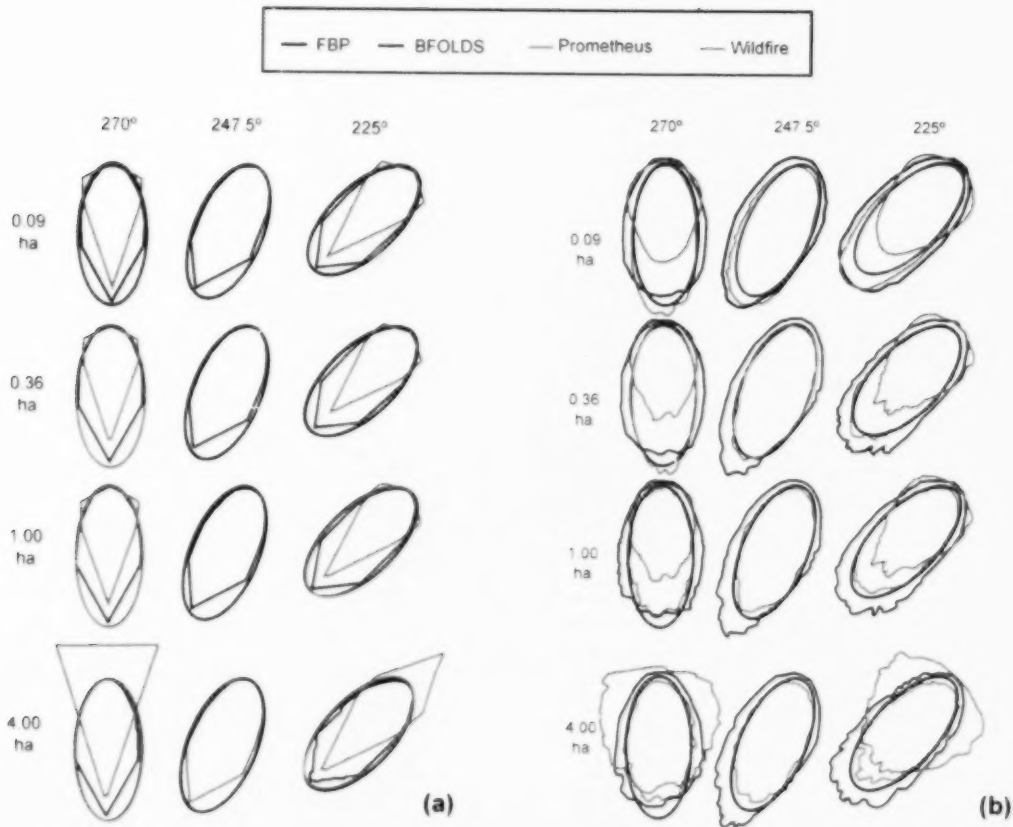 FBP BFOLDS Prometheus Wildfire
270° 247.5° 225° 270° 247.5° 225°
0.09
ha
0.09
ha
0.36
ha
0.36
ha
1.00
ha
1.00
ha
4.00
ha
4.00
ha
(a) (b)